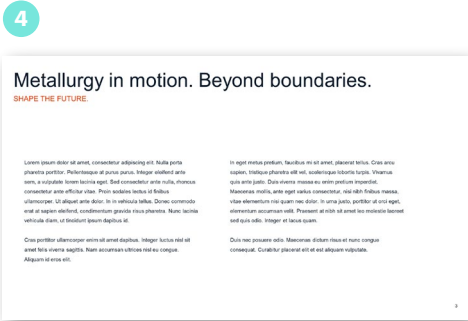 4
Metallurgy in motion. Beyond boundaries.
SHAPE THE FUTURE.
Lorem ipsum dolor sit amet, consectetur adipiscing elit. Nulla porta
pharetra porttitor. Pellentesque at purus purus. Integer eleifend ante
sem, a vulputate lorem lacinia eget. Sed consectetur ante nulla, rhoncus
consectetur ante efficitur vitae. Proin sodales lectus id finibus
ullamcorper. Ut aliquet ante dolor. In in vehicula tellus. Donec commodo
erat at sapien eleifend, condimentum gravida risus pharetra. Nunc lacinia
vehicula diam, ut tincidunt ipsum dapibus id.
Cras porttitor ullamcorper enim sit amet dapibus. Integer luctus nisl sit
amet felis viverra sagittis. Nam accumsan ultrices nisl eu congue.
Aliquam id eros elit.
In eget metus pretium, faucibus mi sit amet, placerat tellus. Cras arcu
sapien, tristique pharetra elit vel, scelerisque lobortis turpis. Vivamus
quis ante justo. Duis viverra massa eu enim pretium imperdiet.
Maecenas mollis, ante eget varius consectetur, nisi nibh finibus massa,
vitae elementum nisi quam nec dolor. In urna justo, porttitor ut orci eget,
elementum accumsan velit. Praesent at nibh sit amet leo molestie laoreet
sed quis odio. Integer et lacus quam.
Duis nec posuere odio. Maecenas dictum risus et nunc congue
consequat. Curabitur placerat elit et est aliquam vulputate.
3